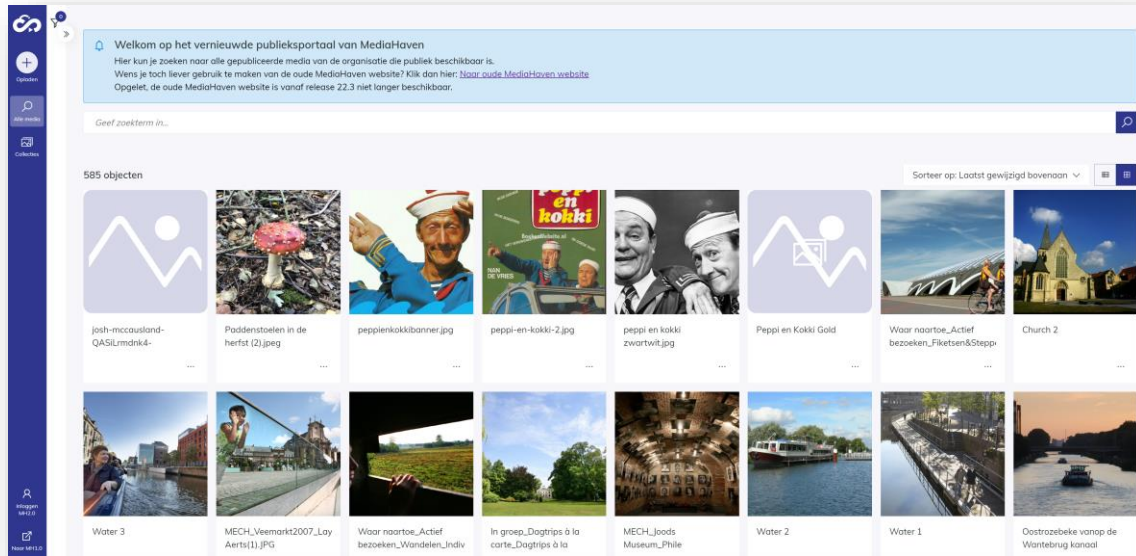 0
Opladen
Alle media
Collecties
Inloggen
MH2.0
Naar MH1.0
Welkom op het vernieuwde publieksportaal van MediaHaven
Hier kun je zoeken naar alle gepubliceerde media van de organisatie die publiek beschikbaar is.
Wens je toch liever gebruik te maken van de oude MediaHaven website? Klik dan hier: Naar oude MediaHaven website
Opgelet, de oude MediaHaven website is vanaf release 22.3 niet langer beschikbaar.
Geef zoekterm in...
585 objecten
Sorteer op: Laatst gewijzigd bovenaan
peppi
en
kokki
NAN
DE VRIES
josh-mccausland-
QASiLrmdnk4-
...
Paddenstoelen in de
herfst (2).jpeg
...
peppienkokkibanner.jpg
...
peppi-en-kokki-2.jpg
...
peppi en kokki
zwartwit.jpg
...
Peppi en Kokki Gold
...
Waar naartoe_Actief
bezoeken_Fiketsen&Steppe
...
Church 2
...
Water 3
MECH_Veemarkt2007_Lay
Aerts(1).JPG
Waar naartoe_Actief
bezoeken_Wandelen_Indiv
In groep_Dagtrips à la
carte_Dagtrips à la
MECH_Joods
Museum_Phile
Water 2
Water 1
Oostrozebeke vanop de
Wantebrug kanaal